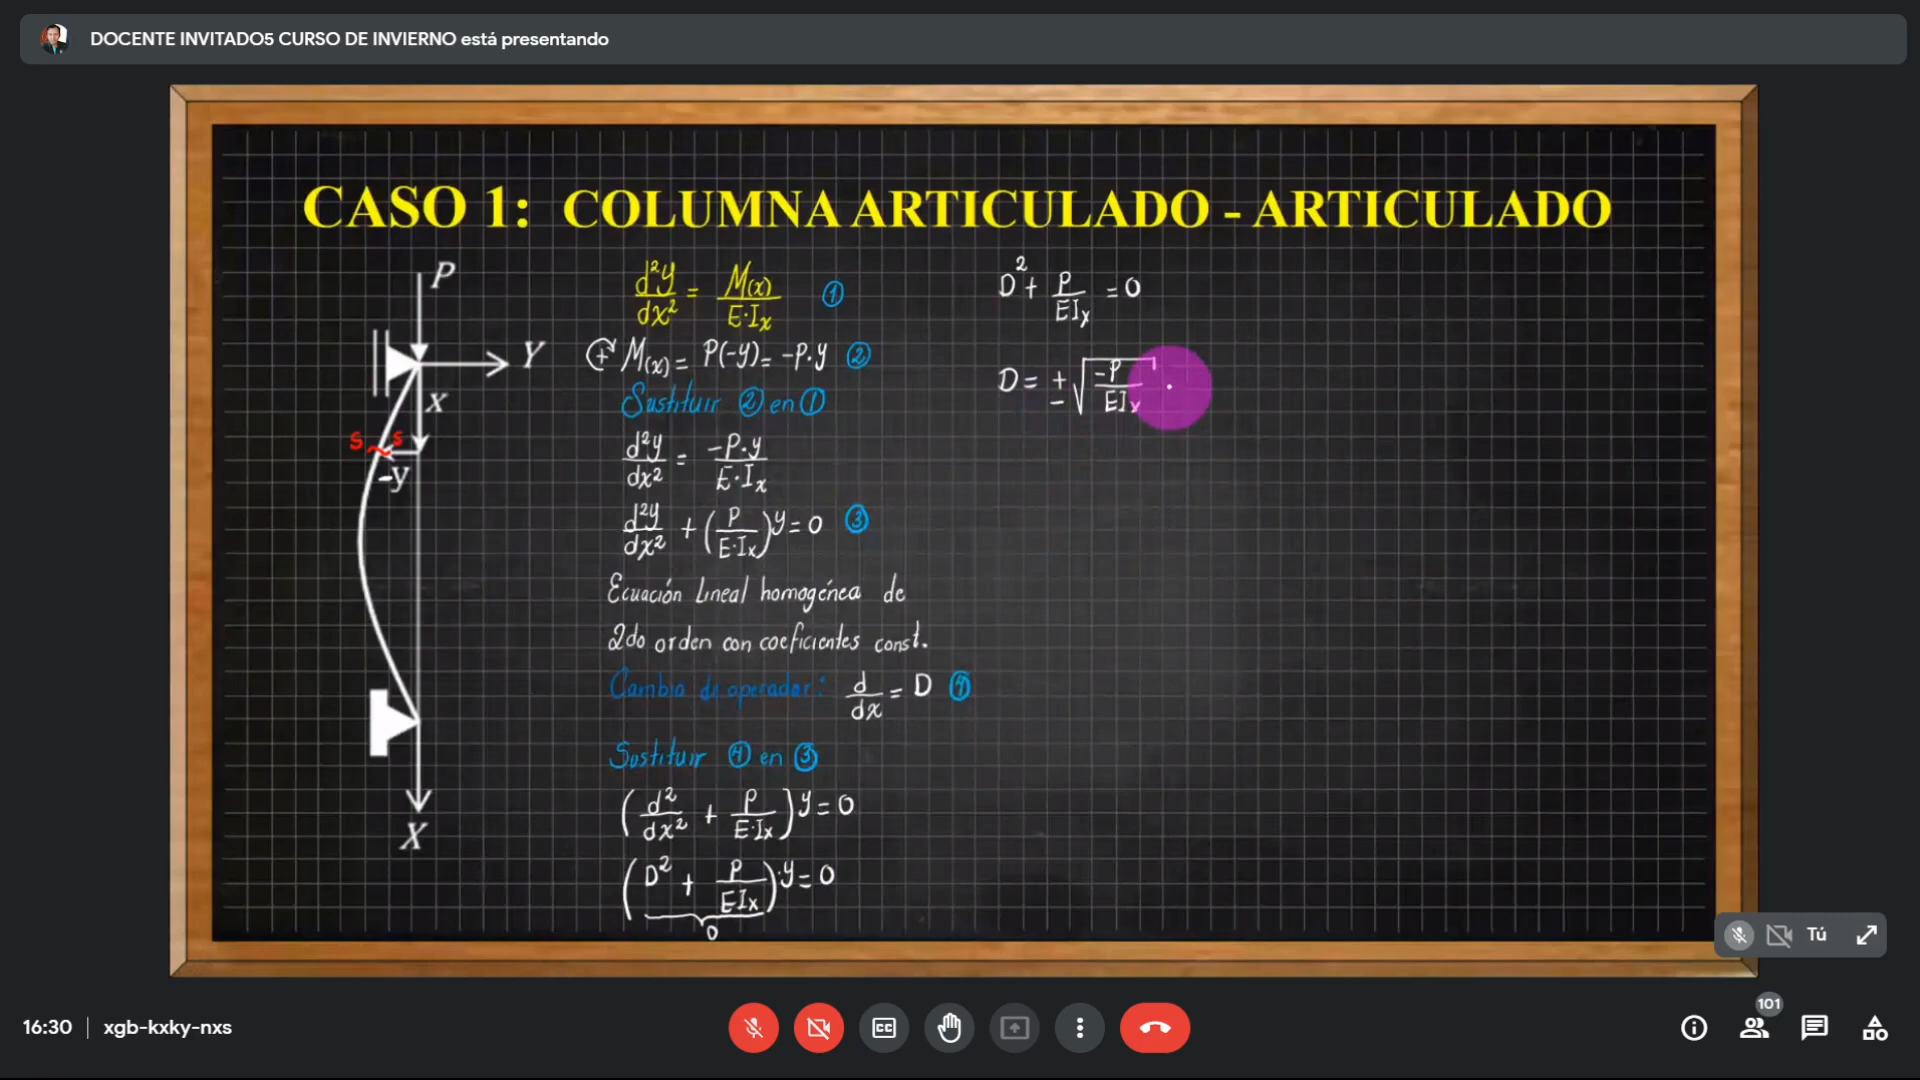 DOCENTE INVITADO5 CURSO DE INVIERNO está presentando
CASO 1: COLUMNA ARTICULADO - ARTICULADO
P
Y
x
s s
-y
X
d²y/dx² = M(x)/E·Ix ①
(+ M(x) = P(-y) = -P·y ②
Sustituir ② en ①
d²y/dx² = -P·y/E·Ix
d²y/dx² + (P/E·Ix)y = 0 ③
Ecuación Lineal homogénea de
2do orden con coeficientes const.
Cambio de operador: d/dx = D ④
Sustituir ④ en ③
(d²/dx² + P/E·Ix)y = 0
(D² + P/EIx)·y = 0
0
D² + P/EIx = 0
D = ±√(-P/EIx)
Tú
16:30 | xgb-kxky-nxs
CC
101